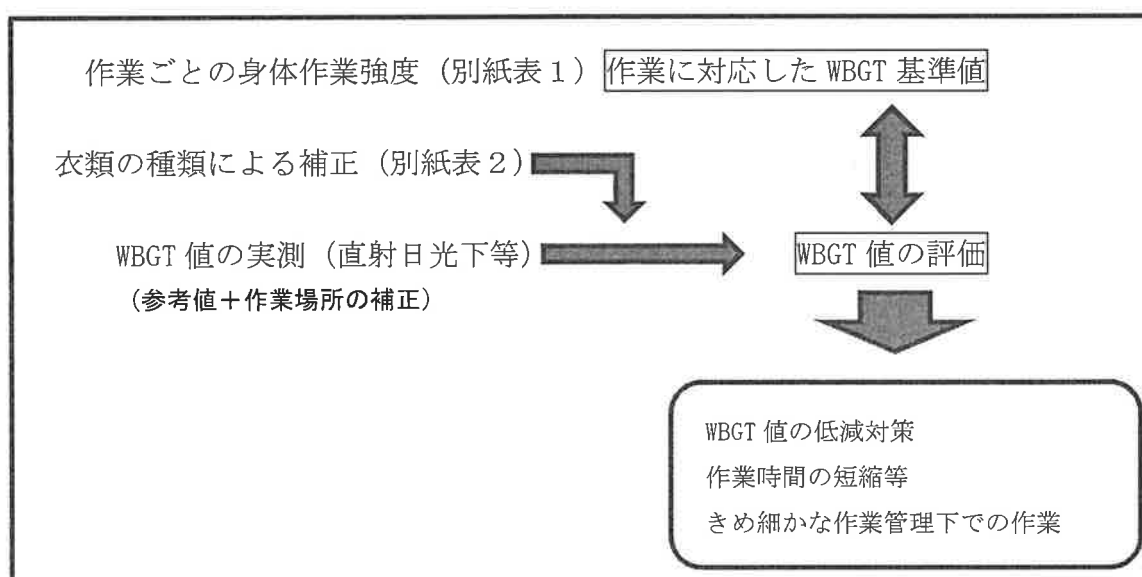 作業ごとの身体作業強度（別紙表１）作業に対応したWBGT基準値
衣類の種類による補正（別紙表２）
WBGT値の実測（直射日光下等）
WBGT値の評価
（参考値＋作業場所の補正）
WBGT値の低減対策
作業時間の短縮等
きめ細かな作業管理下での作業